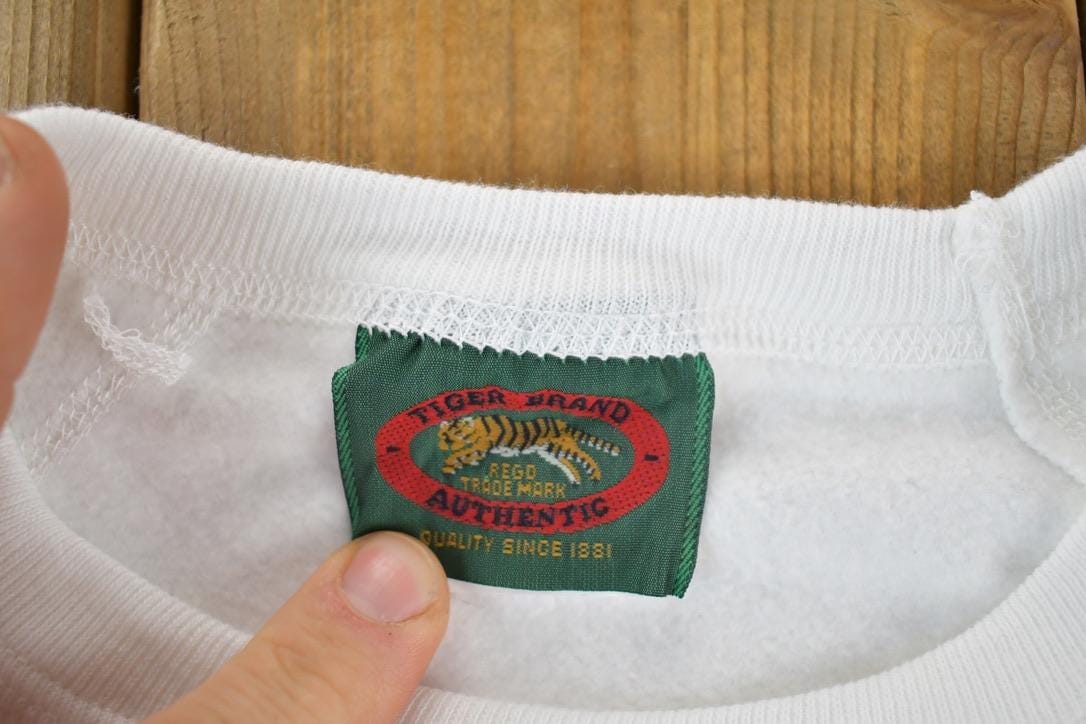 TIGER BRAND
REGD
TRADE MARK
AUTHENTIC
QUALITY SINCE 1881